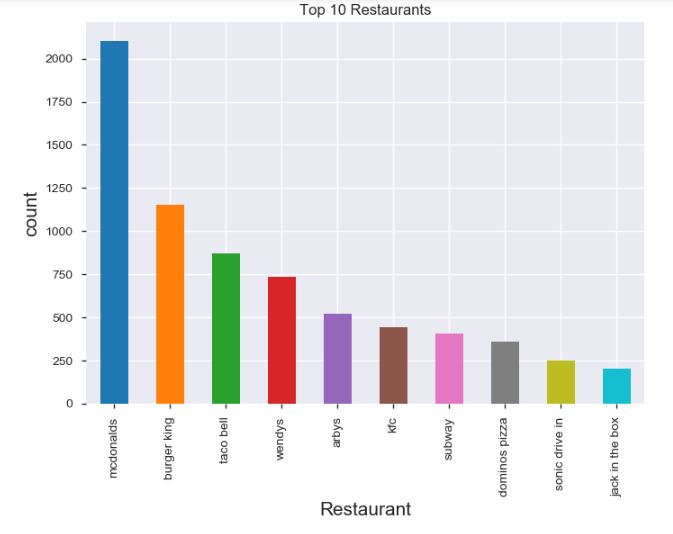 Top 10 Restaurants
count
2000
1750
1500
1250
1000
750
500
250
0
mcdonalds
burger king
taco bell
wendys
arbys
kfc
subway
dominos pizza
sonic drive in
jack in the box
Restaurant